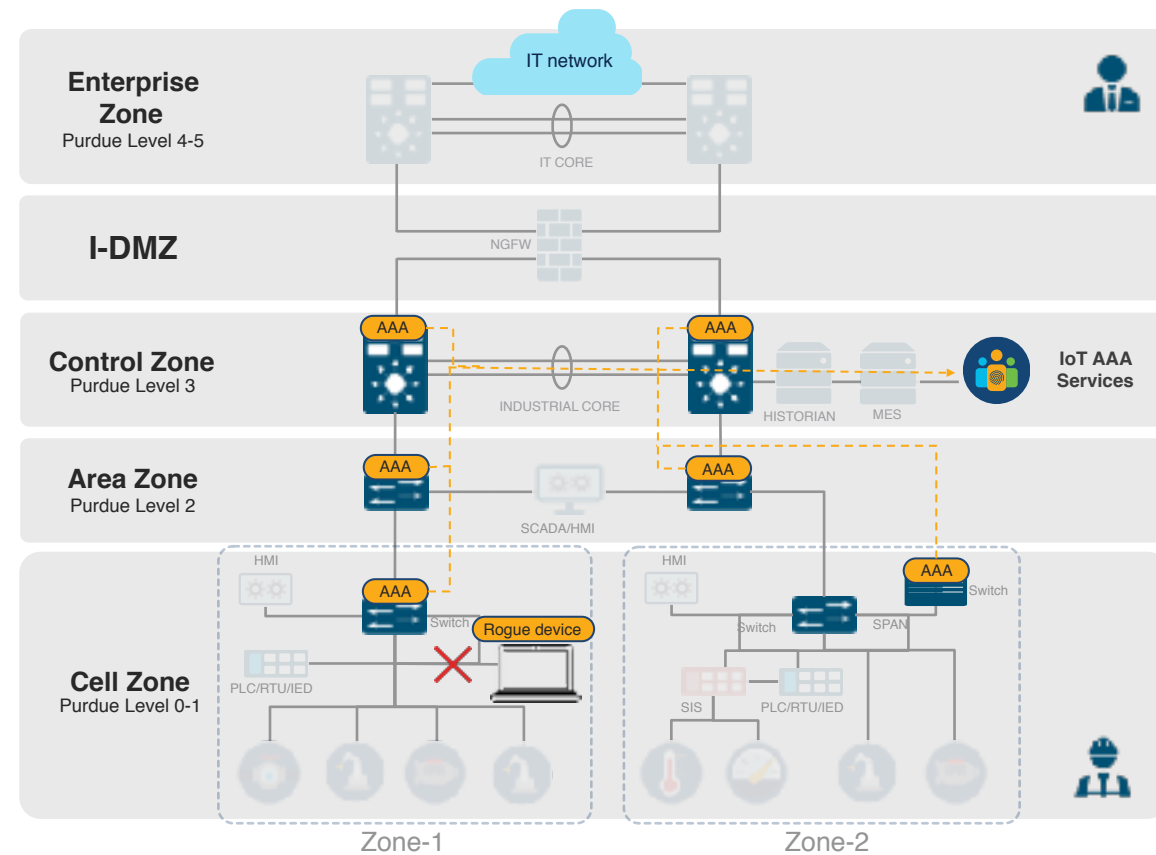 IT network
Enterprise
Zone
Purdue Level 4-5
IT CORE
I-DMZ
NGFW
AAA
AAA
Control Zone
Purdue Level 3
IoT AAA
Services
INDUSTRIAL CORE
HISTORIAN
MES
AAA
AAA
Area Zone
Purdue Level 2
SCADA/HMI
HMI
HMI
AAA
AAA
Switch
Switch
Rogue device
Switch
SPAN
Cell Zone
Purdue Level 0-1
PLC/RTU/IED
SIS
PLC/RTU/IED
Zone-1
Zone-2